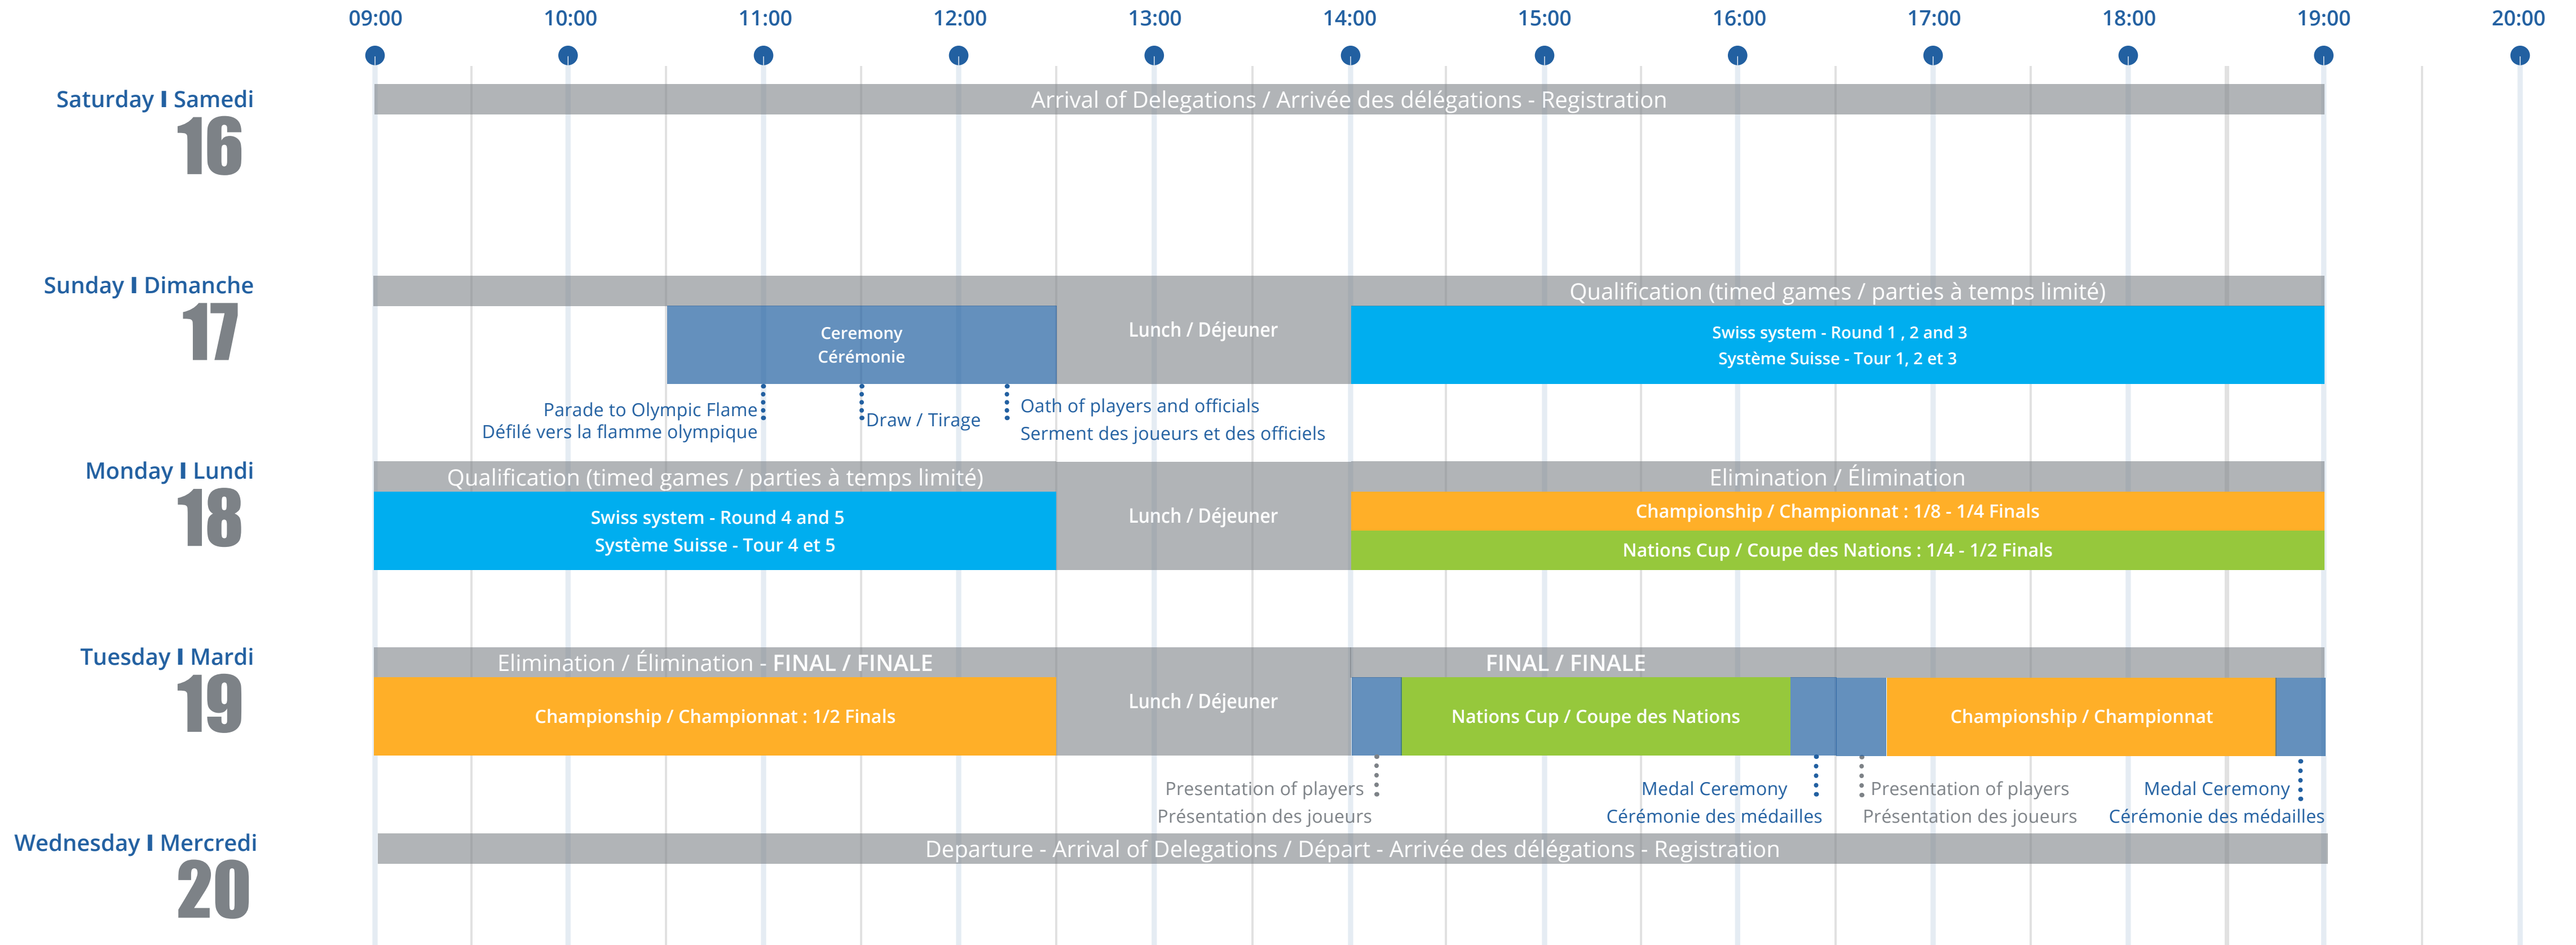 09:00 10:00 11:00 12:00 13:00 14:00 15:00 16:00 17:00 18:00 19:00 20:00
Saturday I Samedi
16
Arrival of Delegations / Arrivée des délégations - Registration
Sunday I Dimanche
17
Qualification (timed games / parties à temps limité)
Ceremony
Cérémonie
Lunch / Déjeuner
Swiss system - Round 1 , 2 and 3
Système Suisse - Tour 1, 2 et 3
Parade to Olympic Flame
Défilé vers la flamme olympique
Draw / Tirage
Oath of players and officials
Serment des joueurs et des officiels
Monday I Lundi
18
Qualification (timed games / parties à temps limité)
Swiss system - Round 4 and 5
Système Suisse - Tour 4 et 5
Lunch / Déjeuner
Elimination / Élimination
Championship / Championnat : 1/8 - 1/4 Finals
Nations Cup / Coupe des Nations : 1/4 - 1/2 Finals
Tuesday I Mardi
19
Elimination / Élimination - FINAL / FINALE
Championship / Championnat : 1/2 Finals
Lunch / Déjeuner
FINAL / FINALE
Nations Cup / Coupe des Nations
Championship / Championnat
Presentation of players
Présentation des joueurs
Medal Ceremony
Cérémonie des médailles
Presentation of players
Présentation des joueurs
Medal Ceremony
Cérémonie des médailles
Wednesday I Mercredi
20
Departure - Arrival of Delegations / Départ - Arrivée des délégations - Registration